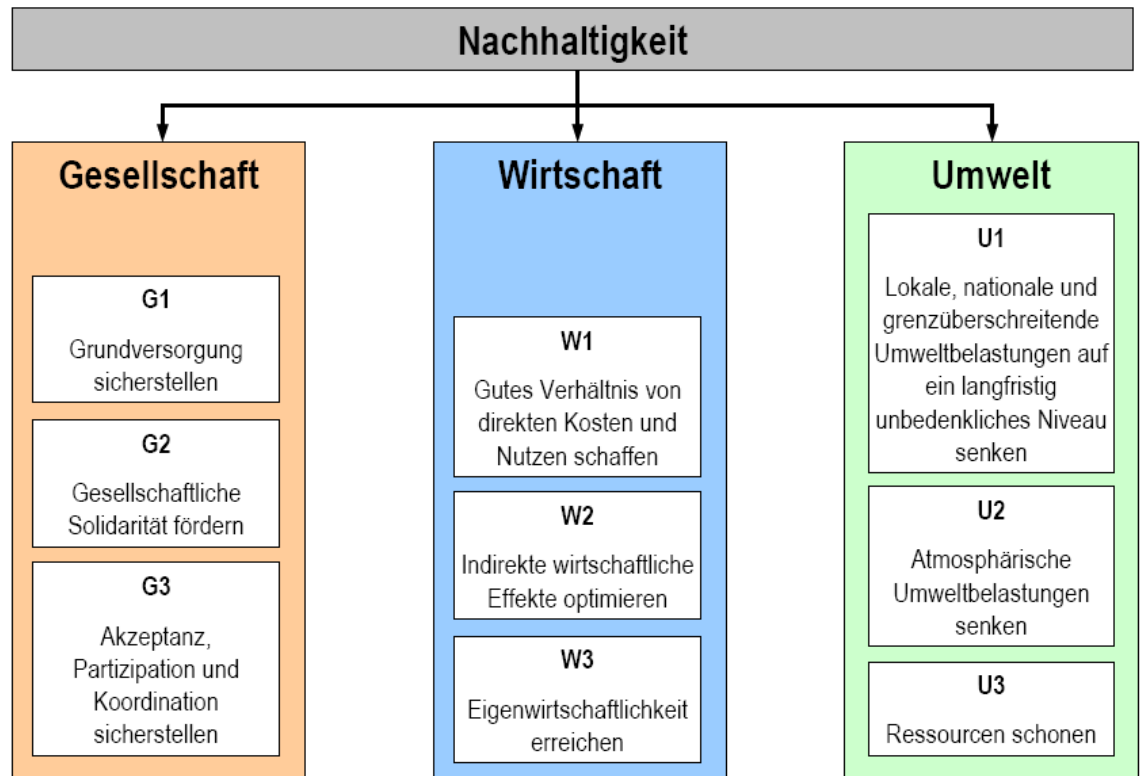 Nachhaltigkeit
Gesellschaft
G1
Grundversorgung
sicherstellen
G2
Gesellschaftliche
Solidarität fördern
G3
Akzeptanz,
Partizipation und
Koordination
sicherstellen
Wirtschaft
W1
Gutes Verhältnis von
direkten Kosten und
Nutzen schaffen
W2
Indirekte wirtschaftliche
Effekte optimieren
W3
Eigenwirtschaftlichkeit
erreichen
Umwelt
U1
Lokale, nationale und
grenzüberschreitende
Umweltbelastungen auf
ein langfristig
unbedenkliches Niveau
senken
U2
Atmosphärische
Umweltbelastungen
senken
U3
Ressourcen schonen